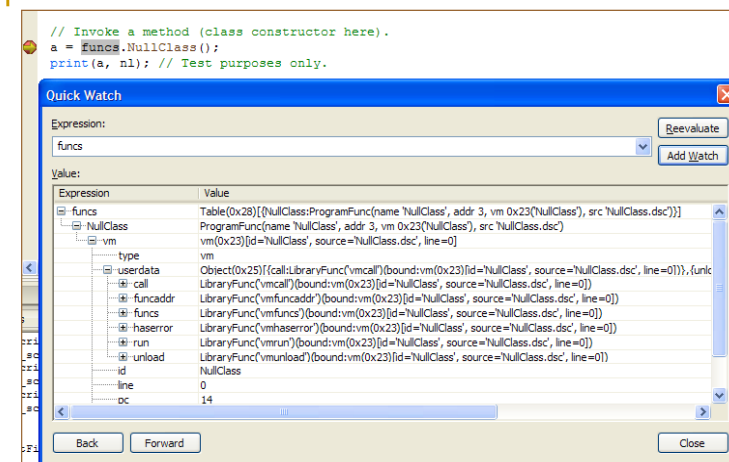 // Invoke a method (class constructor here).
a = funcs.NullClass();
print(a, nl); // Test purposes only.
Quick Watch
Expression:
Reevaluate
funcs
Add Watch
Value:
Expression Value
funcs Table(0x28)[{NullClass:ProgramFunc(name 'NullClass', addr 3, vm 0x23('NullClass'), src 'NullClass.dsc')}]
NullClass ProgramFunc(name 'NullClass', addr 3, vm 0x23('NullClass'), src 'NullClass.dsc')
vm vm(0x23)[id='NullClass', source='NullClass.dsc', line=0]
type vm
userdata Object(0x25)[{call:LibraryFunc('vmcall')(bound:vm(0x23)[id='NullClass', source='NullClass.dsc', line=0])},{unlo
call LibraryFunc('vmcall')(bound:vm(0x23)[id='NullClass', source='NullClass.dsc', line=0])
funcaddr LibraryFunc('vmfuncaddr')(bound:vm(0x23)[id='NullClass', source='NullClass.dsc', line=0])
funcs LibraryFunc('vmfuncs')(bound:vm(0x23)[id='NullClass', source='NullClass.dsc', line=0])
haserror LibraryFunc('vmhaserror')(bound:vm(0x23)[id='NullClass', source='NullClass.dsc', line=0])
run LibraryFunc('vmrun')(bound:vm(0x23)[id='NullClass', source='NullClass.dsc', line=0])
unload LibraryFunc('vmunload')(bound:vm(0x23)[id='NullClass', source='NullClass.dsc', line=0])
id NullClass
line 0
pc 14
Back Forward Close